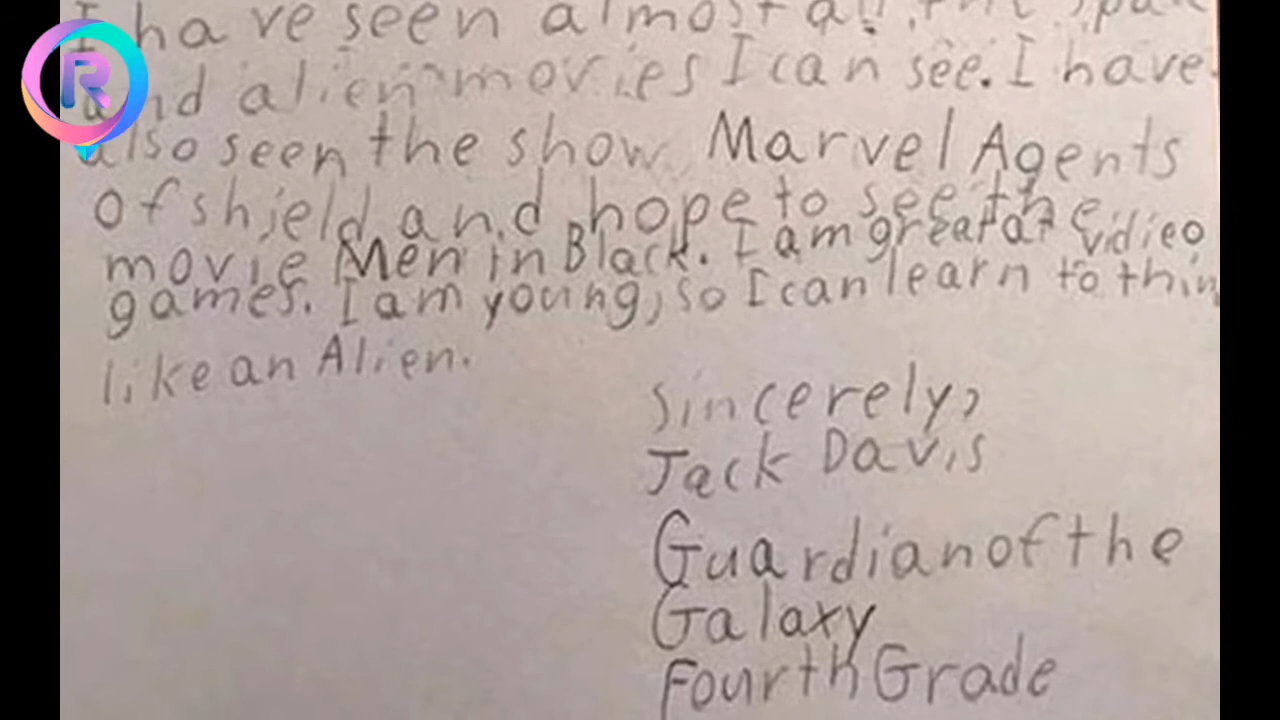 R
I have seen almost all the space
and alien movies I can see. I have
also seen the show Marvel Agents
of shield and hope to see the
movie Men in Black. I am great at vidieo
games. I am young, so I can learn to thin
like an Alien.
Sincerely,
Jack Davis
Guardian of the
Galaxy
Fourth Grade